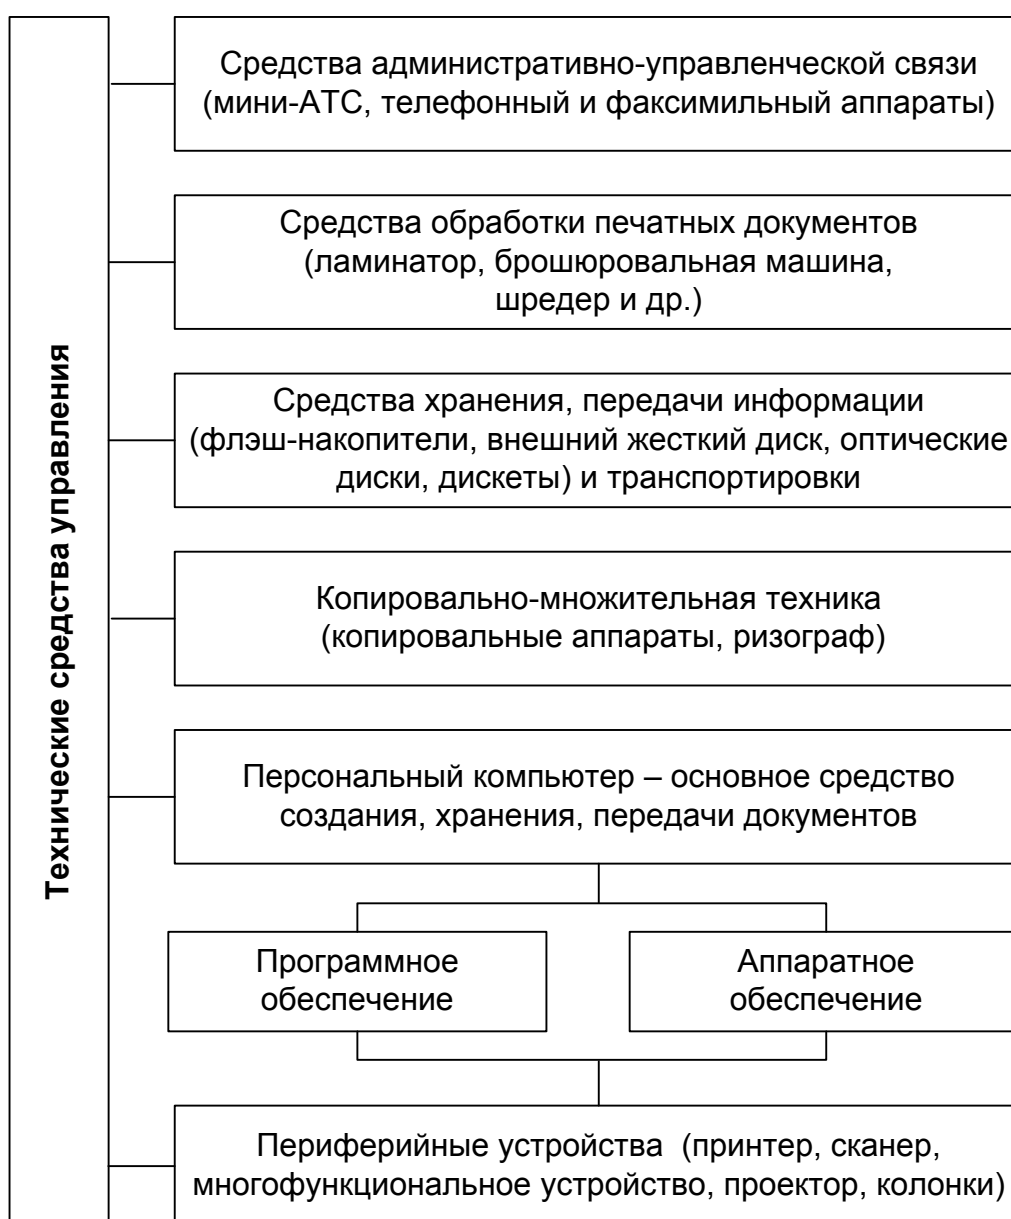 Технические средства управления
Средства административно-управленческой связи
(мини-АТС, телефонный и факсимильный аппараты)
Средства обработки печатных документов
(ламинатор, брошюровальная машина,
шредер и др.)
Средства хранения, передачи информации
(флэш-накопители, внешний жесткий диск, оптические
диски, дискеты) и транспортировки
Копировально-множительная техника
(копировальные аппараты, ризограф)
Персональный компьютер – основное средство
создания, хранения, передачи документов
Программное
обеспечение
Аппаратное
обеспечение
Периферийные устройства (принтер, сканер,
многофункциональное устройство, проектор, колонки)